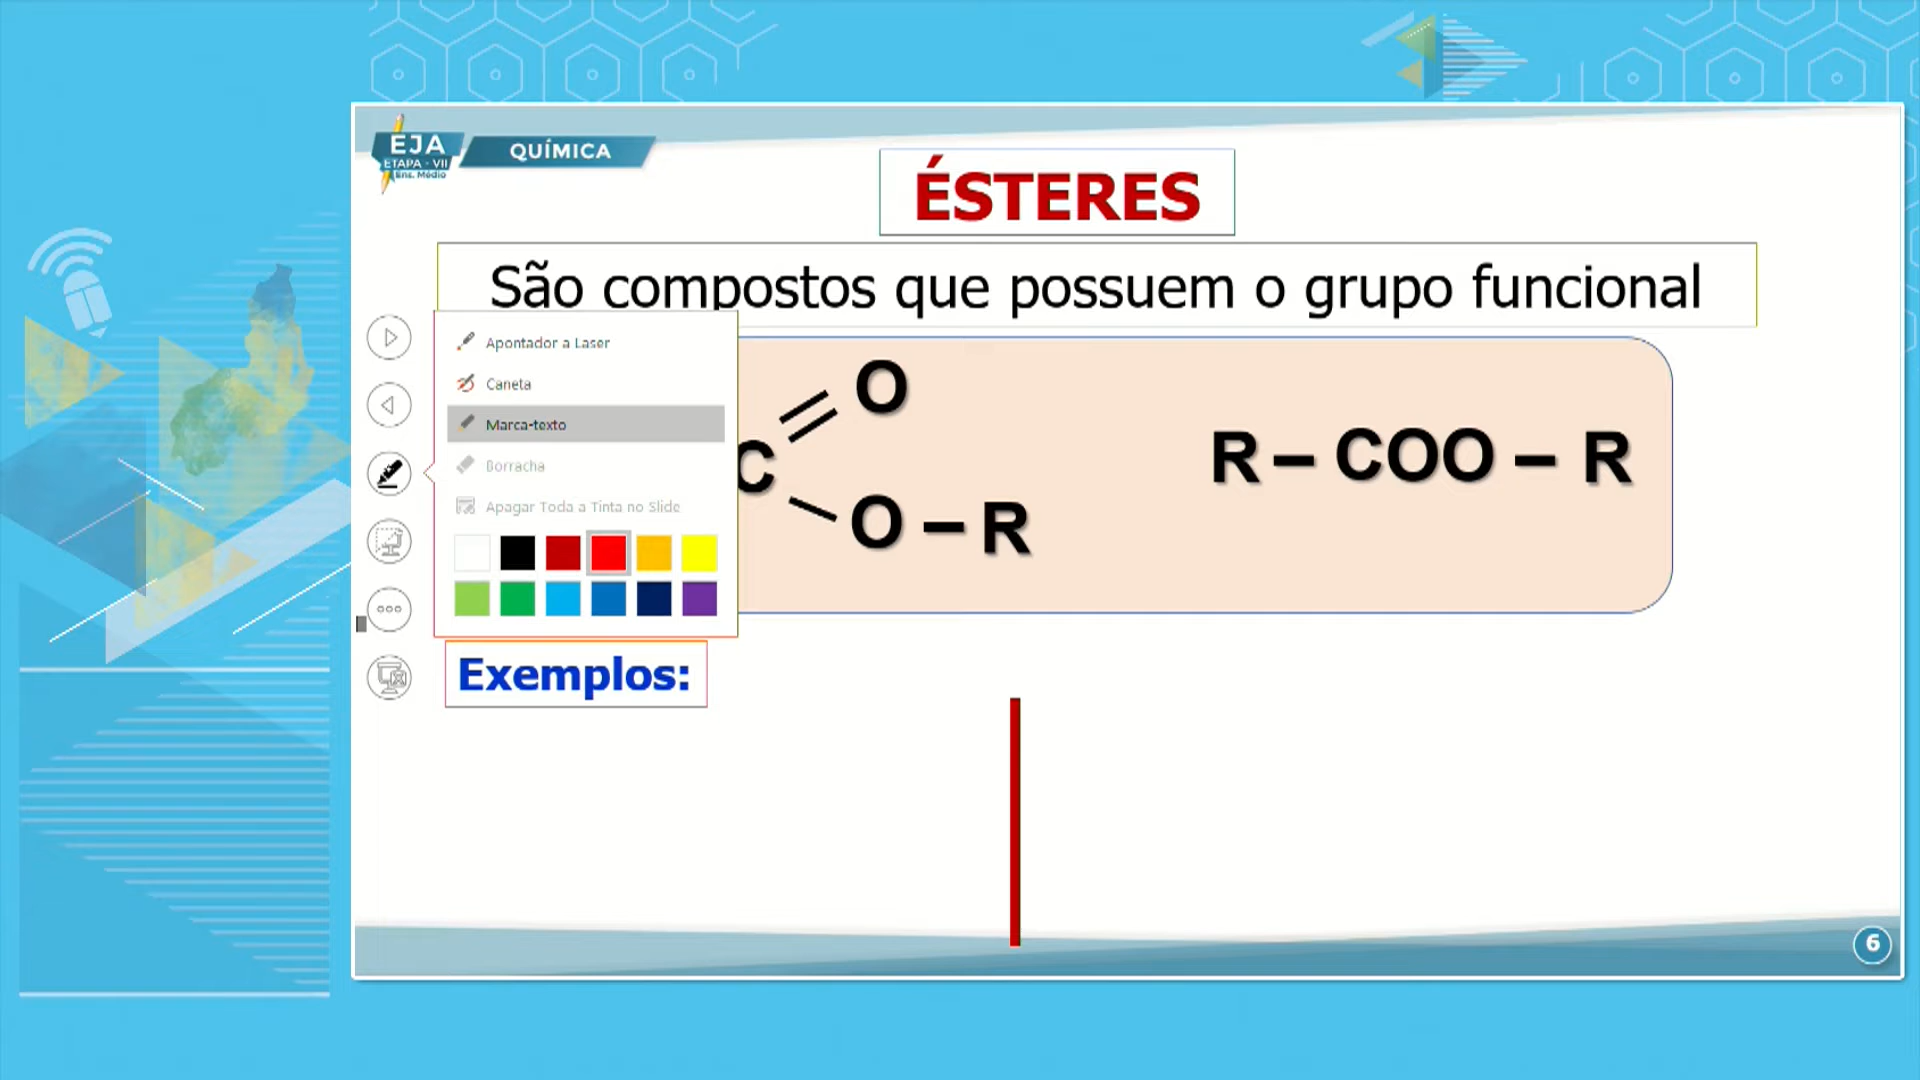 EJA
ETAPA - VII
Ens. Médio
QUÍMICA
ÉSTERES
São compostos que possuem o grupo funcional
Apontador a Laser
Caneta
Marca-texto
Borracha
Apagar Toda a Tinta no Slide
O
C
O – R
R – COO – R
Exemplos:
6